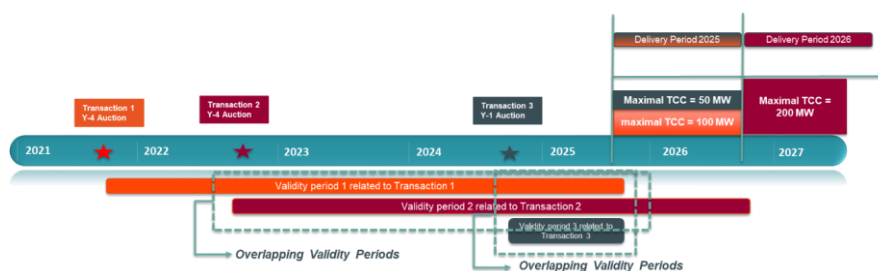 Delivery Period 2025
Delivery Period 2026
Transaction 1
Y-4 Auction
Transaction 2
Y-4 Auction
Transaction 3
Y-1 Auction
Maximal TCC = 50 MW
maximal TCC = 100 MW
Maximal TCC =
200 MW
2021
2022
2023
2024
2025
2026
2027
Validity period 1 related to Transaction 1
Validity period 2 related to Transaction 2
Validity period 3 related to
Transaction 3
Overlapping Validity Periods
Overlapping Validity Periods